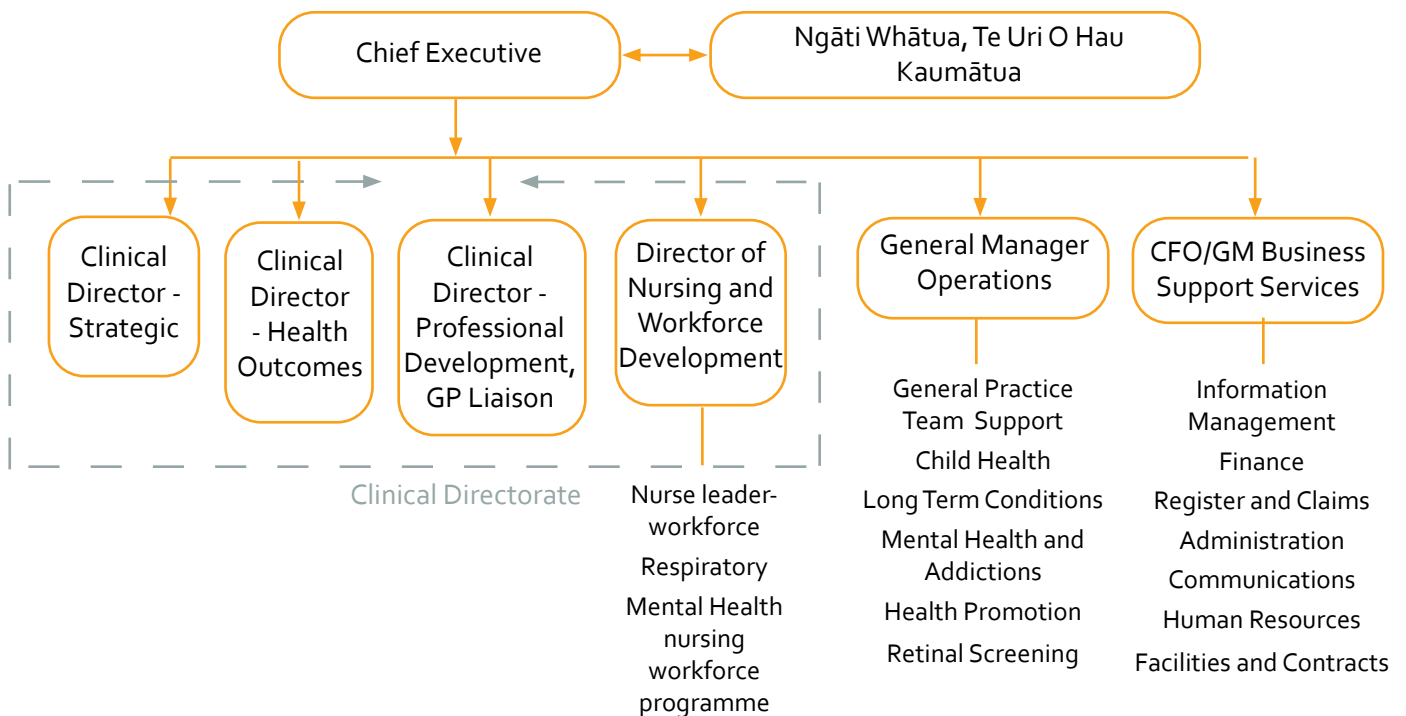 Chief Executive
Ngāti Whātua, Te Uri O Hau
Kaumātua
Clinical
Director -
Strategic
Clinical
Director
- Health
Outcomes
Clinical
Director -
Professional
Development,
GP Liaison
Director of
Nursing and
Workforce
Development
General Manager
Operations
CFO/GM Business
Support Services
Clinical Directorate
Nurse leader-
workforce
Respiratory
Mental Health
nursing
workforce
programme
General Practice
Team Support
Child Health
Long Term Conditions
Mental Health and
Addictions
Health Promotion
Retinal Screening
Information
Management
Finance
Register and Claims
Administration
Communications
Human Resources
Facilities and Contracts